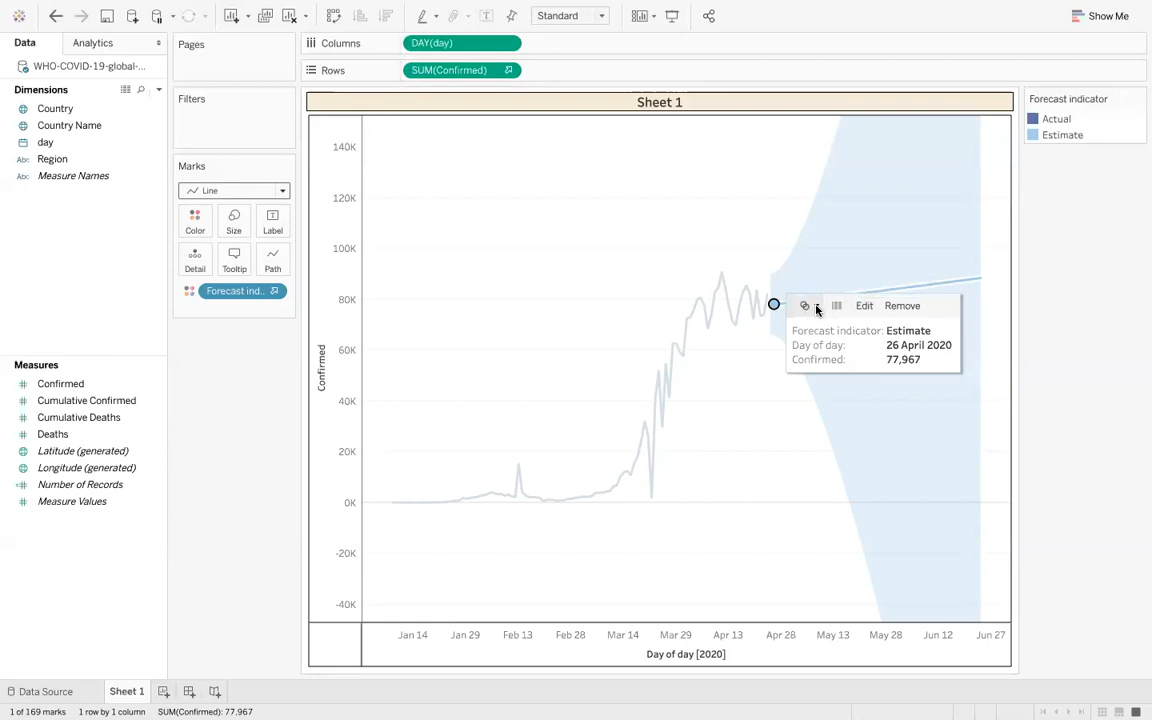 Standard
Show Me
Data
Analytics
Pages
Columns
DAY(day)
WHO-COVID-19-global-...
Rows
SUM(Confirmed)
Dimensions
Filters
Sheet 1
Forecast indicator
Country
Actual
Country Name
Estimate
day
Region
Marks
Measure Names
Line
Color
Size
Label
Detail
Tooltip
Path
Forecast ind..
Measures
Confirmed
Cumulative Confirmed
Cumulative Deaths
Deaths
Latitude (generated)
Longitude (generated)
Number of Records
Measure Values
140K
120K
100K
80K
60K
40K
20K
0K
-20K
-40K
Confirmed
Edit
Remove
Forecast indicator: Estimate
Day of day: 26 April 2020
Confirmed: 77,967
Jan 14
Jan 29
Feb 13
Feb 28
Mar 14
Mar 29
Apr 13
Apr 28
May 13
May 28
Jun 12
Jun 27
Day of day [2020]
Data Source
Sheet 1
1 of 169 marks
1 row by 1 column
SUM(Confirmed): 77,967